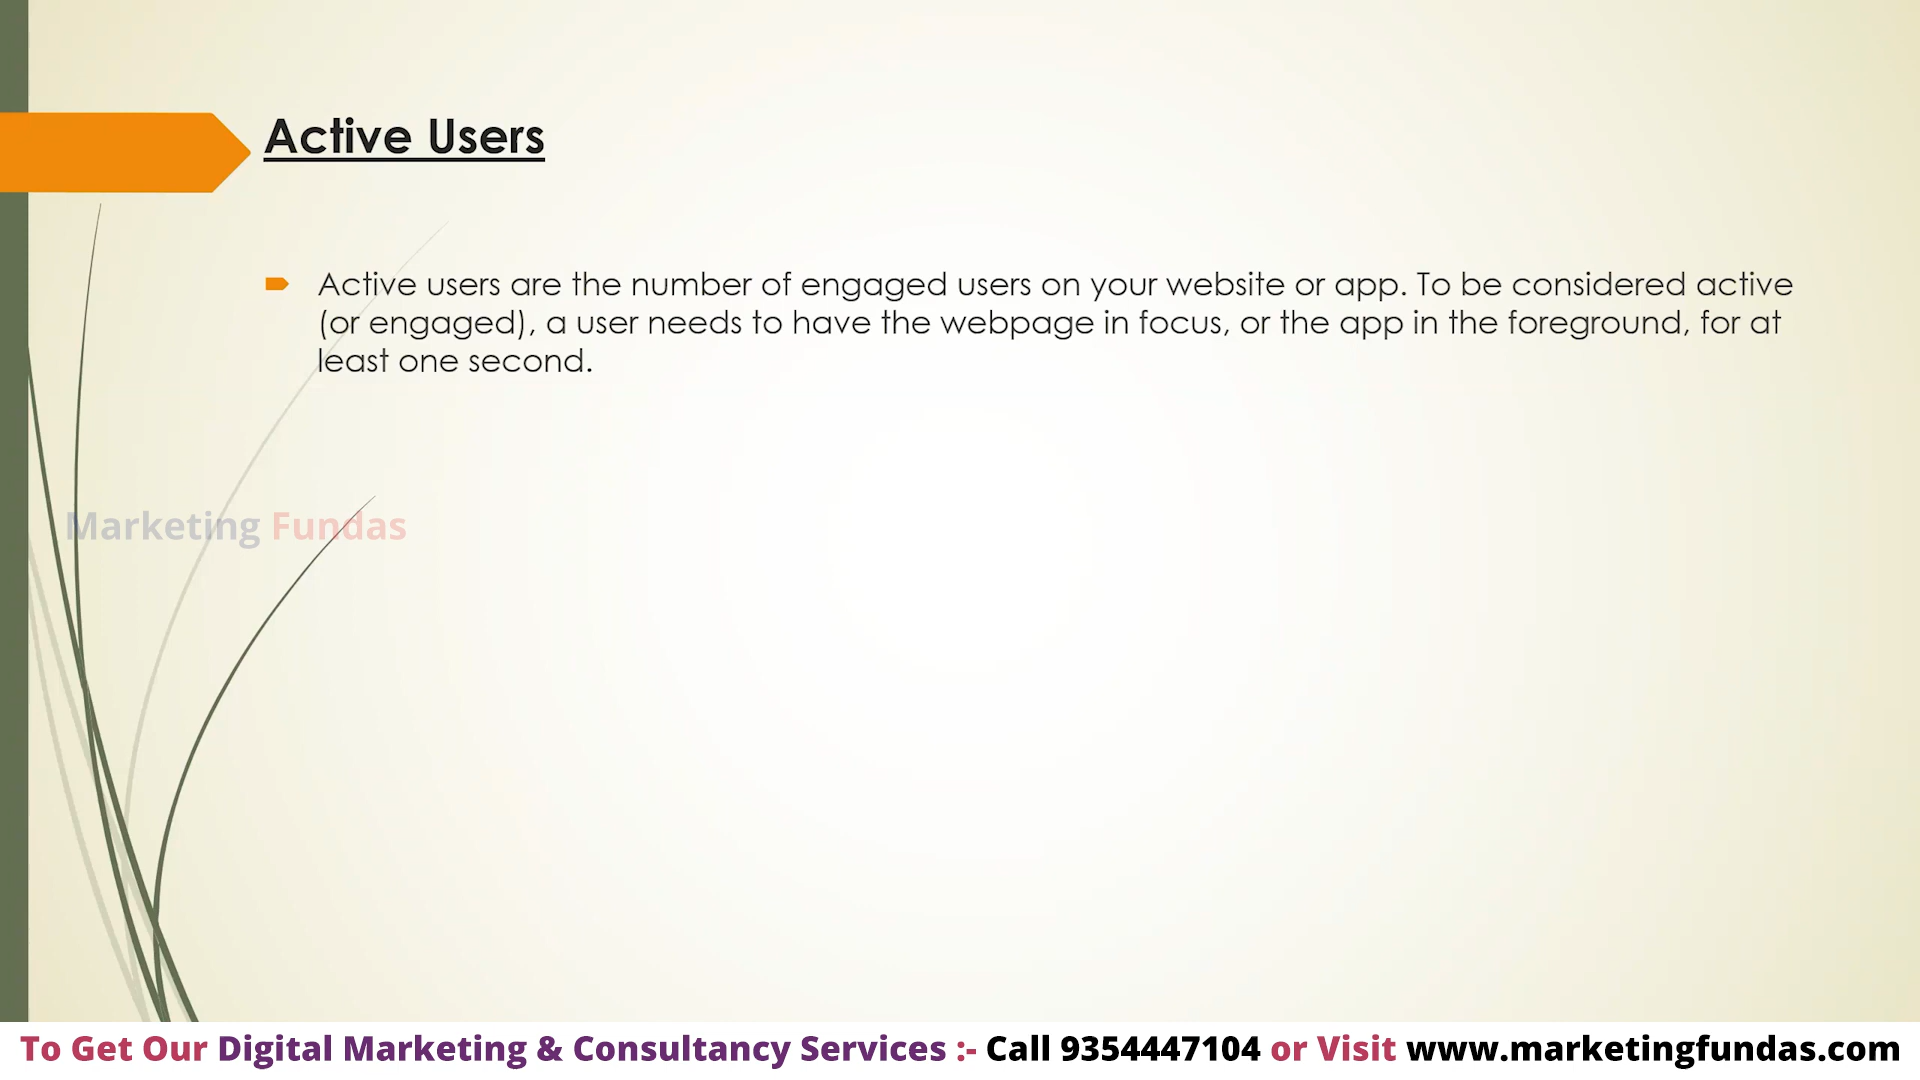 Active Users
Active users are the number of engaged users on your website or app. To be considered active
(or engaged), a user needs to have the webpage in focus, or the app in the foreground, for at
least one second.
Marketing Fundas
To Get Our Digital Marketing & Consultancy Services :- Call 9354447104 or Visit www.marketingfundas.com